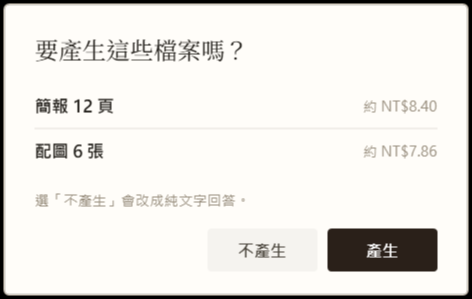 要產生這些檔案嗎？
簡報 12 頁 約 NT$8.40
配圖 6 張 約 NT$7.86
選「不產生」會改成純文字回答。
不產生 產生